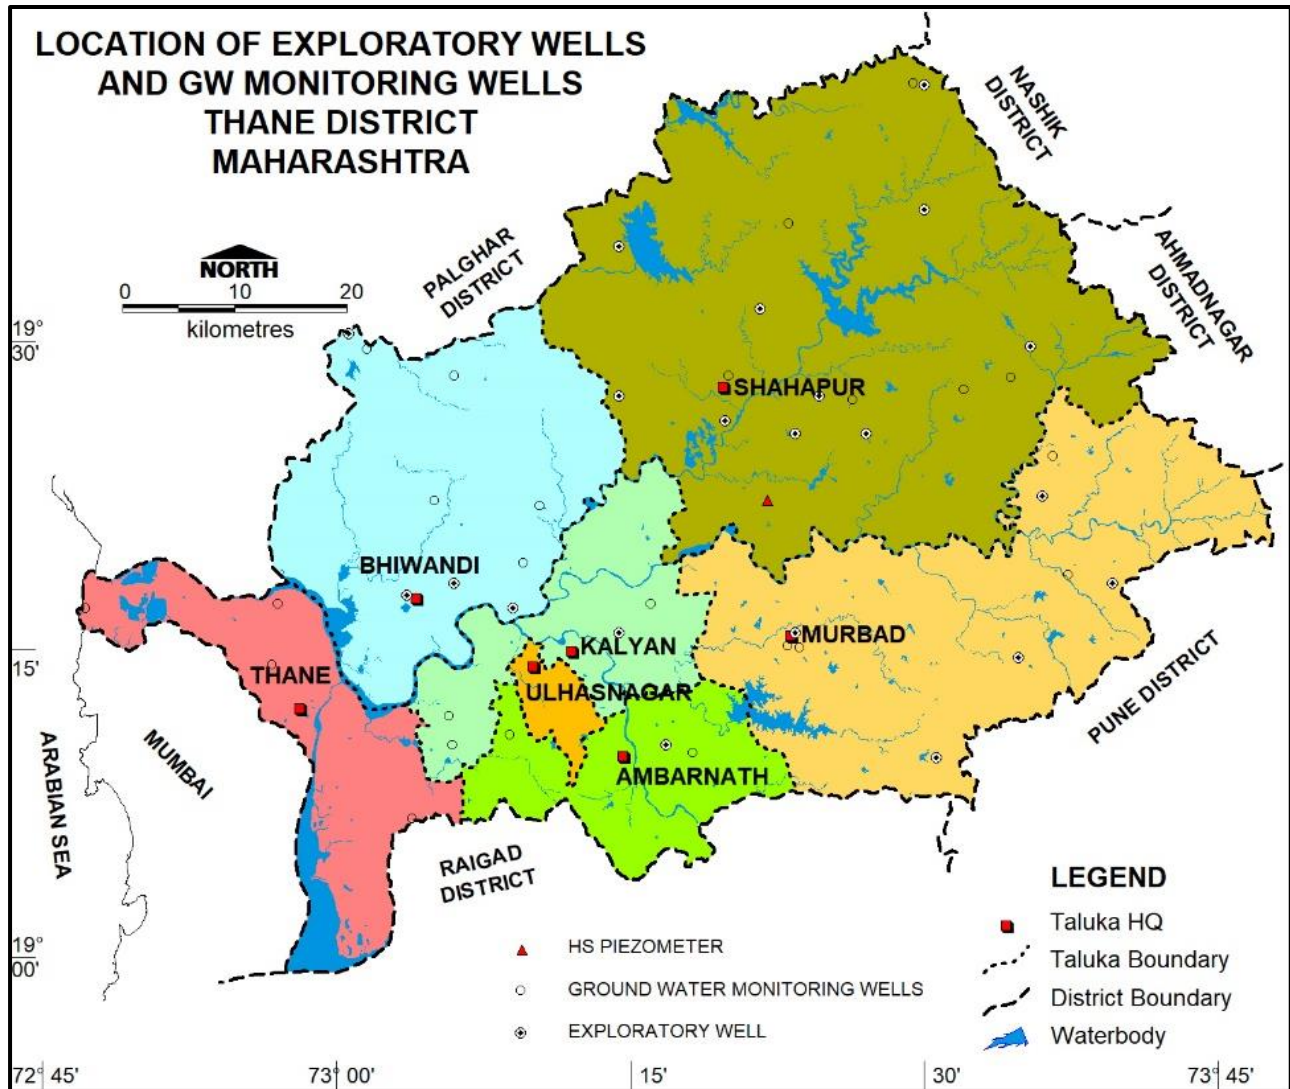 LOCATION OF EXPLORATORY WELLS
AND GW MONITORING WELLS
THANE DISTRICT
MAHARASHTRA
NORTH
0 10 20
kilometres
NASHIK
DISTRICT
AHMADNAGAR
DISTRICT
PALGHAR
DISTRICT
19°
30'
SHAHAPUR
BHIWANDI
KALYAN
MURBAD
15'
THANE
ULHASNAGAR
PUNE DISTRICT
ARABIAN SEA
MUMBAI
AMBARNATH
RAIGAD
DISTRICT
19°
00'
LEGEND
Taluka HQ
Taluka Boundary
District Boundary
Waterbody
HS PIEZOMETER
GROUND WATER MONITORING WELLS
EXPLORATORY WELL
72° 45' 73° 00' 15' 30' 73° 45'